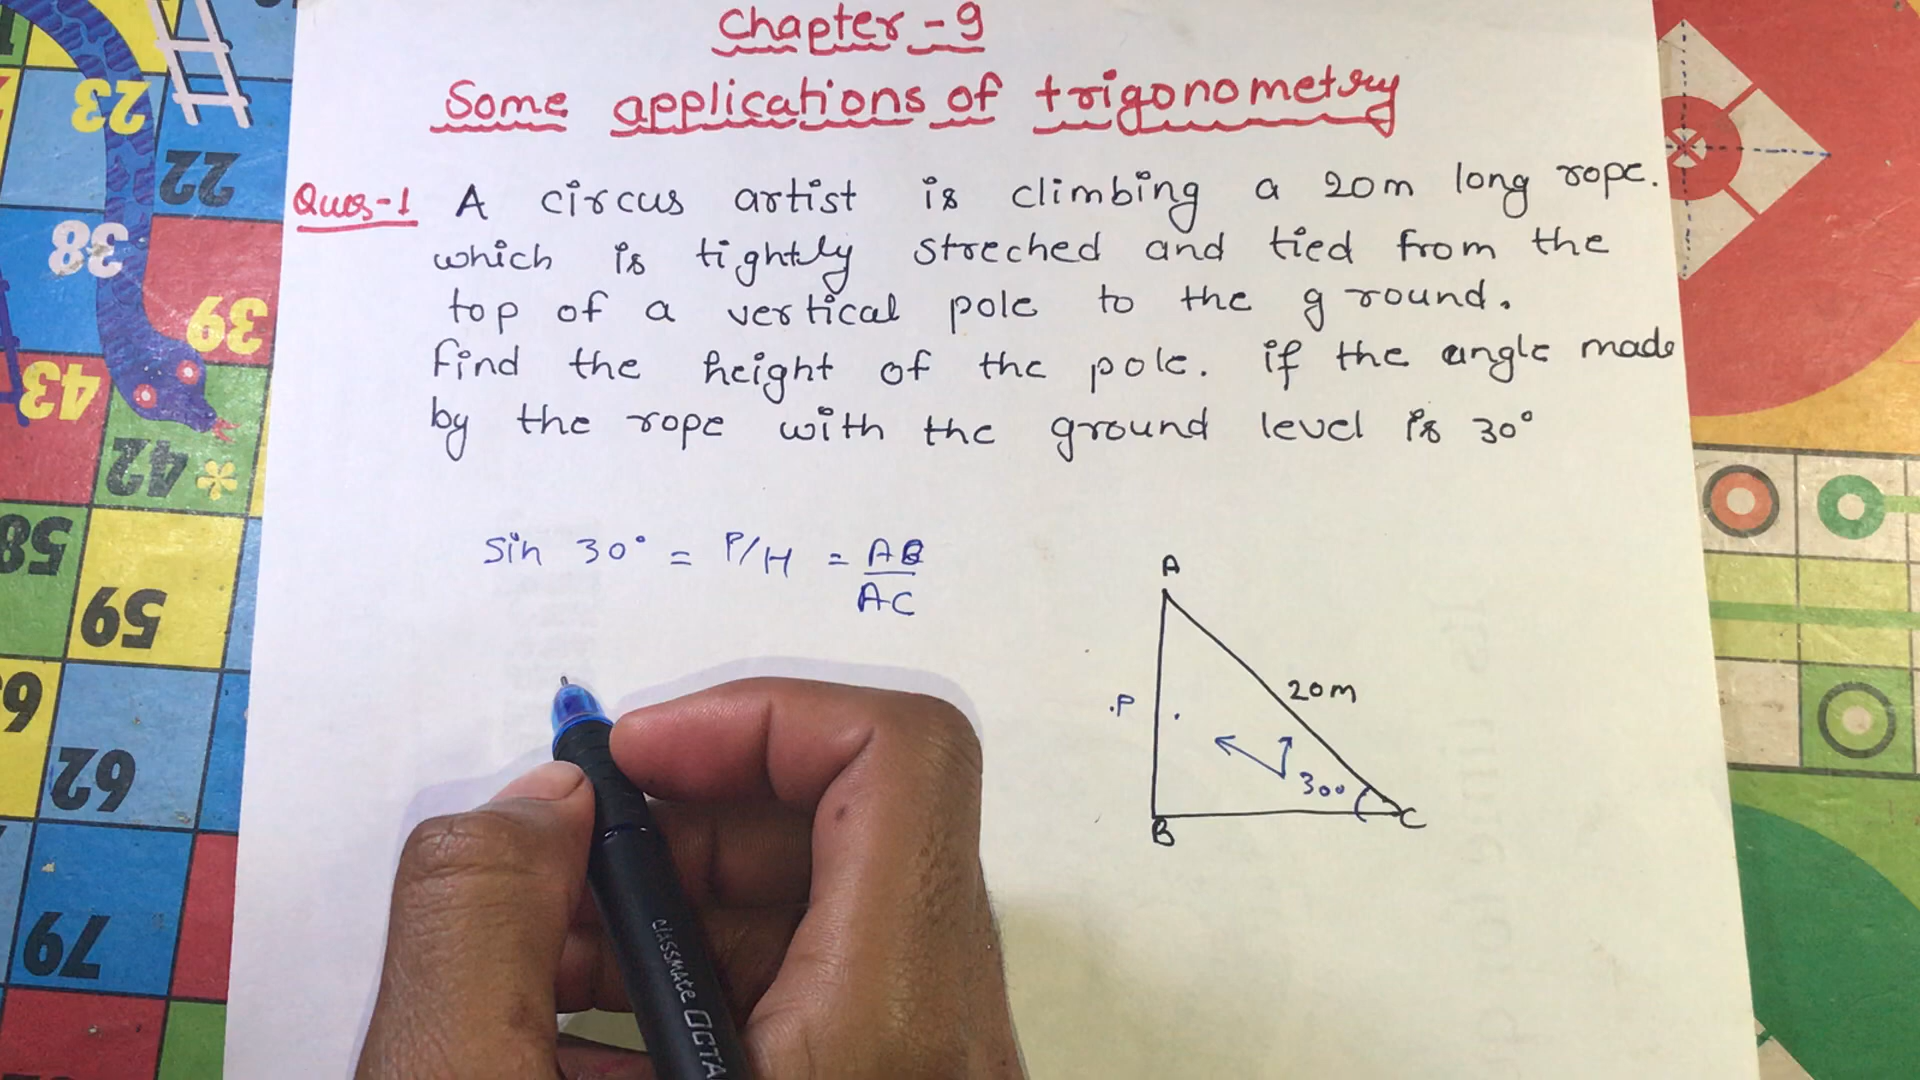 Chapter-9
Some applications of trigonometry
Ques-1 A circus artist is climbing a 20m long rope.
which is tightly streched and tied from the
top of a vertical pole to the ground.
find the height of the pole. if the angle made
by the rope with the ground level is 30°
Sin 30° = P/H = AB/AC
A
20m
.P
300
B
C
classmate OCTA
23
22
38
39
43
42
58
59
62
79